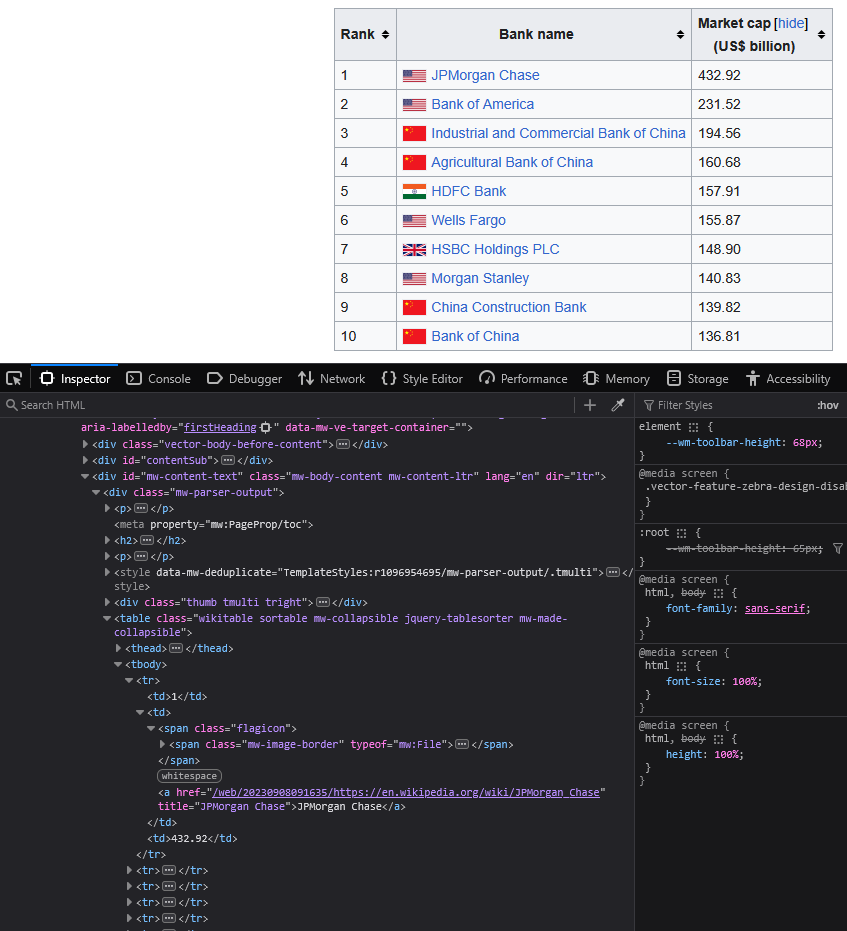 Rank Bank name Market cap [hide]
(US$ billion)
1 JPMorgan Chase 432.92
2 Bank of America 231.52
3 Industrial and Commercial Bank of China 194.56
4 Agricultural Bank of China 160.68
5 HDFC Bank 157.91
6 Wells Fargo 155.87
7 HSBC Holdings PLC 148.90
8 Morgan Stanley 140.83
9 China Construction Bank 139.82
10 Bank of China 136.81
Inspector Console Debugger Network Style Editor Performance Memory Storage Accessibility
Search HTML
aria-labelledby="firstHeading" data-mw-ve-target-container="">
<div class="vector-body-before-content"> ··· </div>
<div id="contentSub"> ··· </div>
<div id="mw-content-text" class="mw-body-content mw-content-ltr" lang="en" dir="ltr">
<div class="mw-parser-output">
<p> ··· </p>
<meta property="mw:PageProp/toc">
<h2> ··· </h2>
<p> ··· </p>
<style data-mw-deduplicate="TemplateStyles:r1096954695/mw-parser-output/.tmulti"> ··· </
style>
<div class="thumb tmulti tright"> ··· </div>
<table class="wikitable sortable mw-collapsible jquery-tablesorter mw-made-
collapsible">
<thead> ··· </thead>
<tbody>
<tr>
<td>1</td>
<td>
<span class="flagicon">
<span class="mw-image-border" typeof="mw:File"> ··· </span>
</span>
whitespace
<a href="/web/20230908091635/https://en.wikipedia.org/wiki/JPMorgan_Chase"
title="JPMorgan Chase">JPMorgan Chase</a>
</td>
<td>432.92</td>
</tr>
<tr> ··· </tr>
<tr> ··· </tr>
<tr> ··· </tr>
<tr> ··· </tr>
Filter Styles :hov
element {
--wm-toolbar-height: 68px;
}
@media screen {
.vector-feature-zebra-design-disab
}
}
:root {
--wm-toolbar-height: 65px;
}
@media screen {
html, body {
font-family: sans-serif;
}
}
@media screen {
html {
font-size: 100%;
}
}
@media screen {
html, body {
height: 100%;
}
}